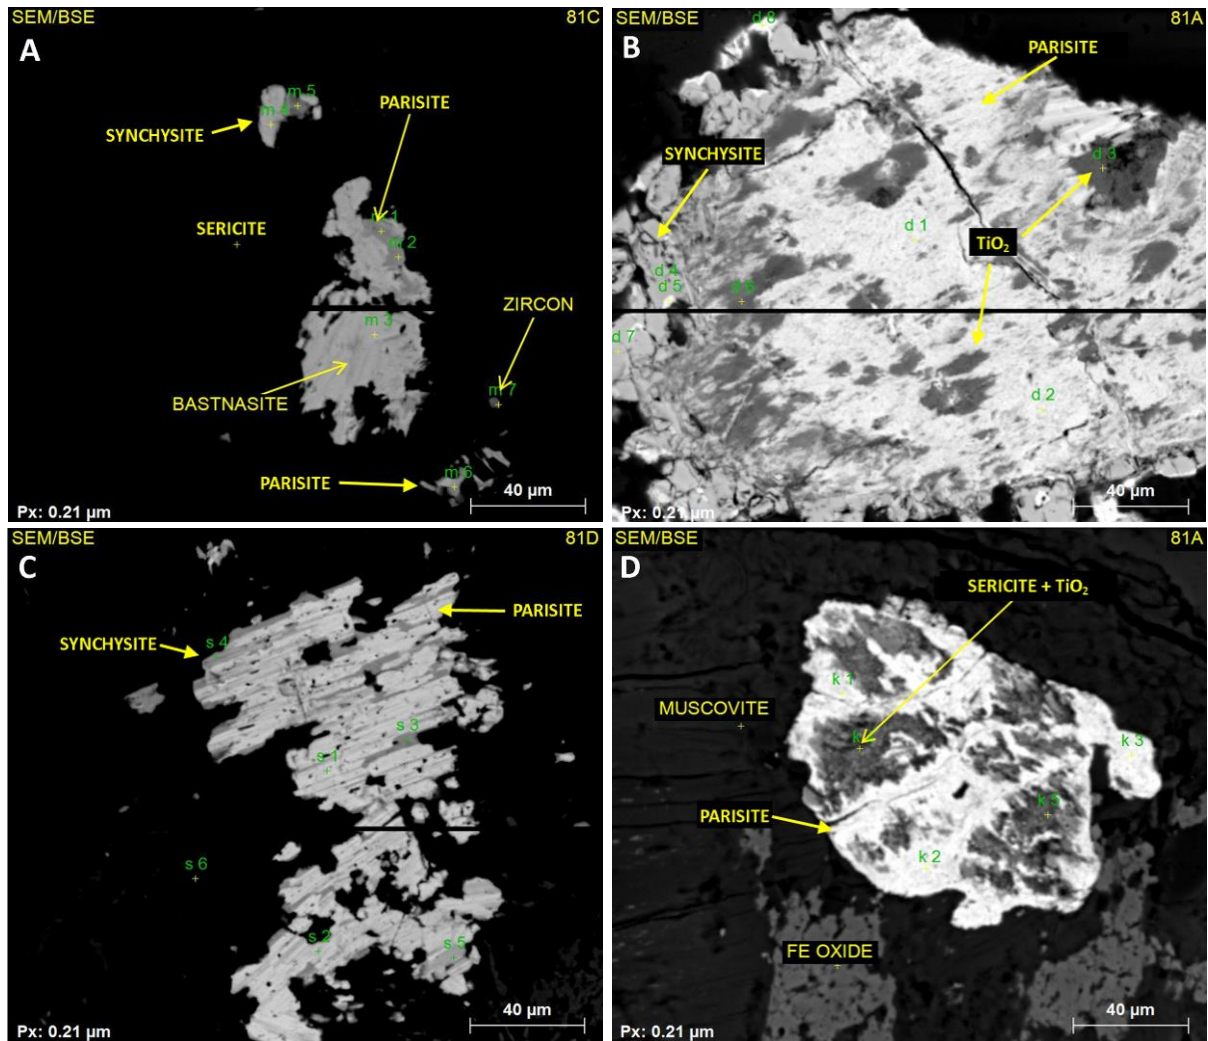 SEM/BSE 81C
A
m 5
m 4
PARISITE
SYNCHYSITE
m 1
SERICITE
m 2
m 3
ZIRCON
BASTNASITE
m 7
PARISITE
m 6
40 µm
Px: 0.21 µm
SEM/BSE 81A
d 8
B
PARISITE
SYNCHYSITE
d 3
d 1
TiO₂
d 4
d 5
d 6
d 7
d 2
40 µm
Px: 0.21 µm
SEM/BSE 81D
C
PARISITE
SYNCHYSITE
s 4
s 3
s 1
s 6
s 2
s 5
40 µm
Px: 0.21 µm
SEM/BSE 81A
D
SERICITE + TiO₂
k 1
MUSCOVITE
k
k 3
PARISITE
k 5
k 2
FE OXIDE
40 µm
Px: 0.21 µm